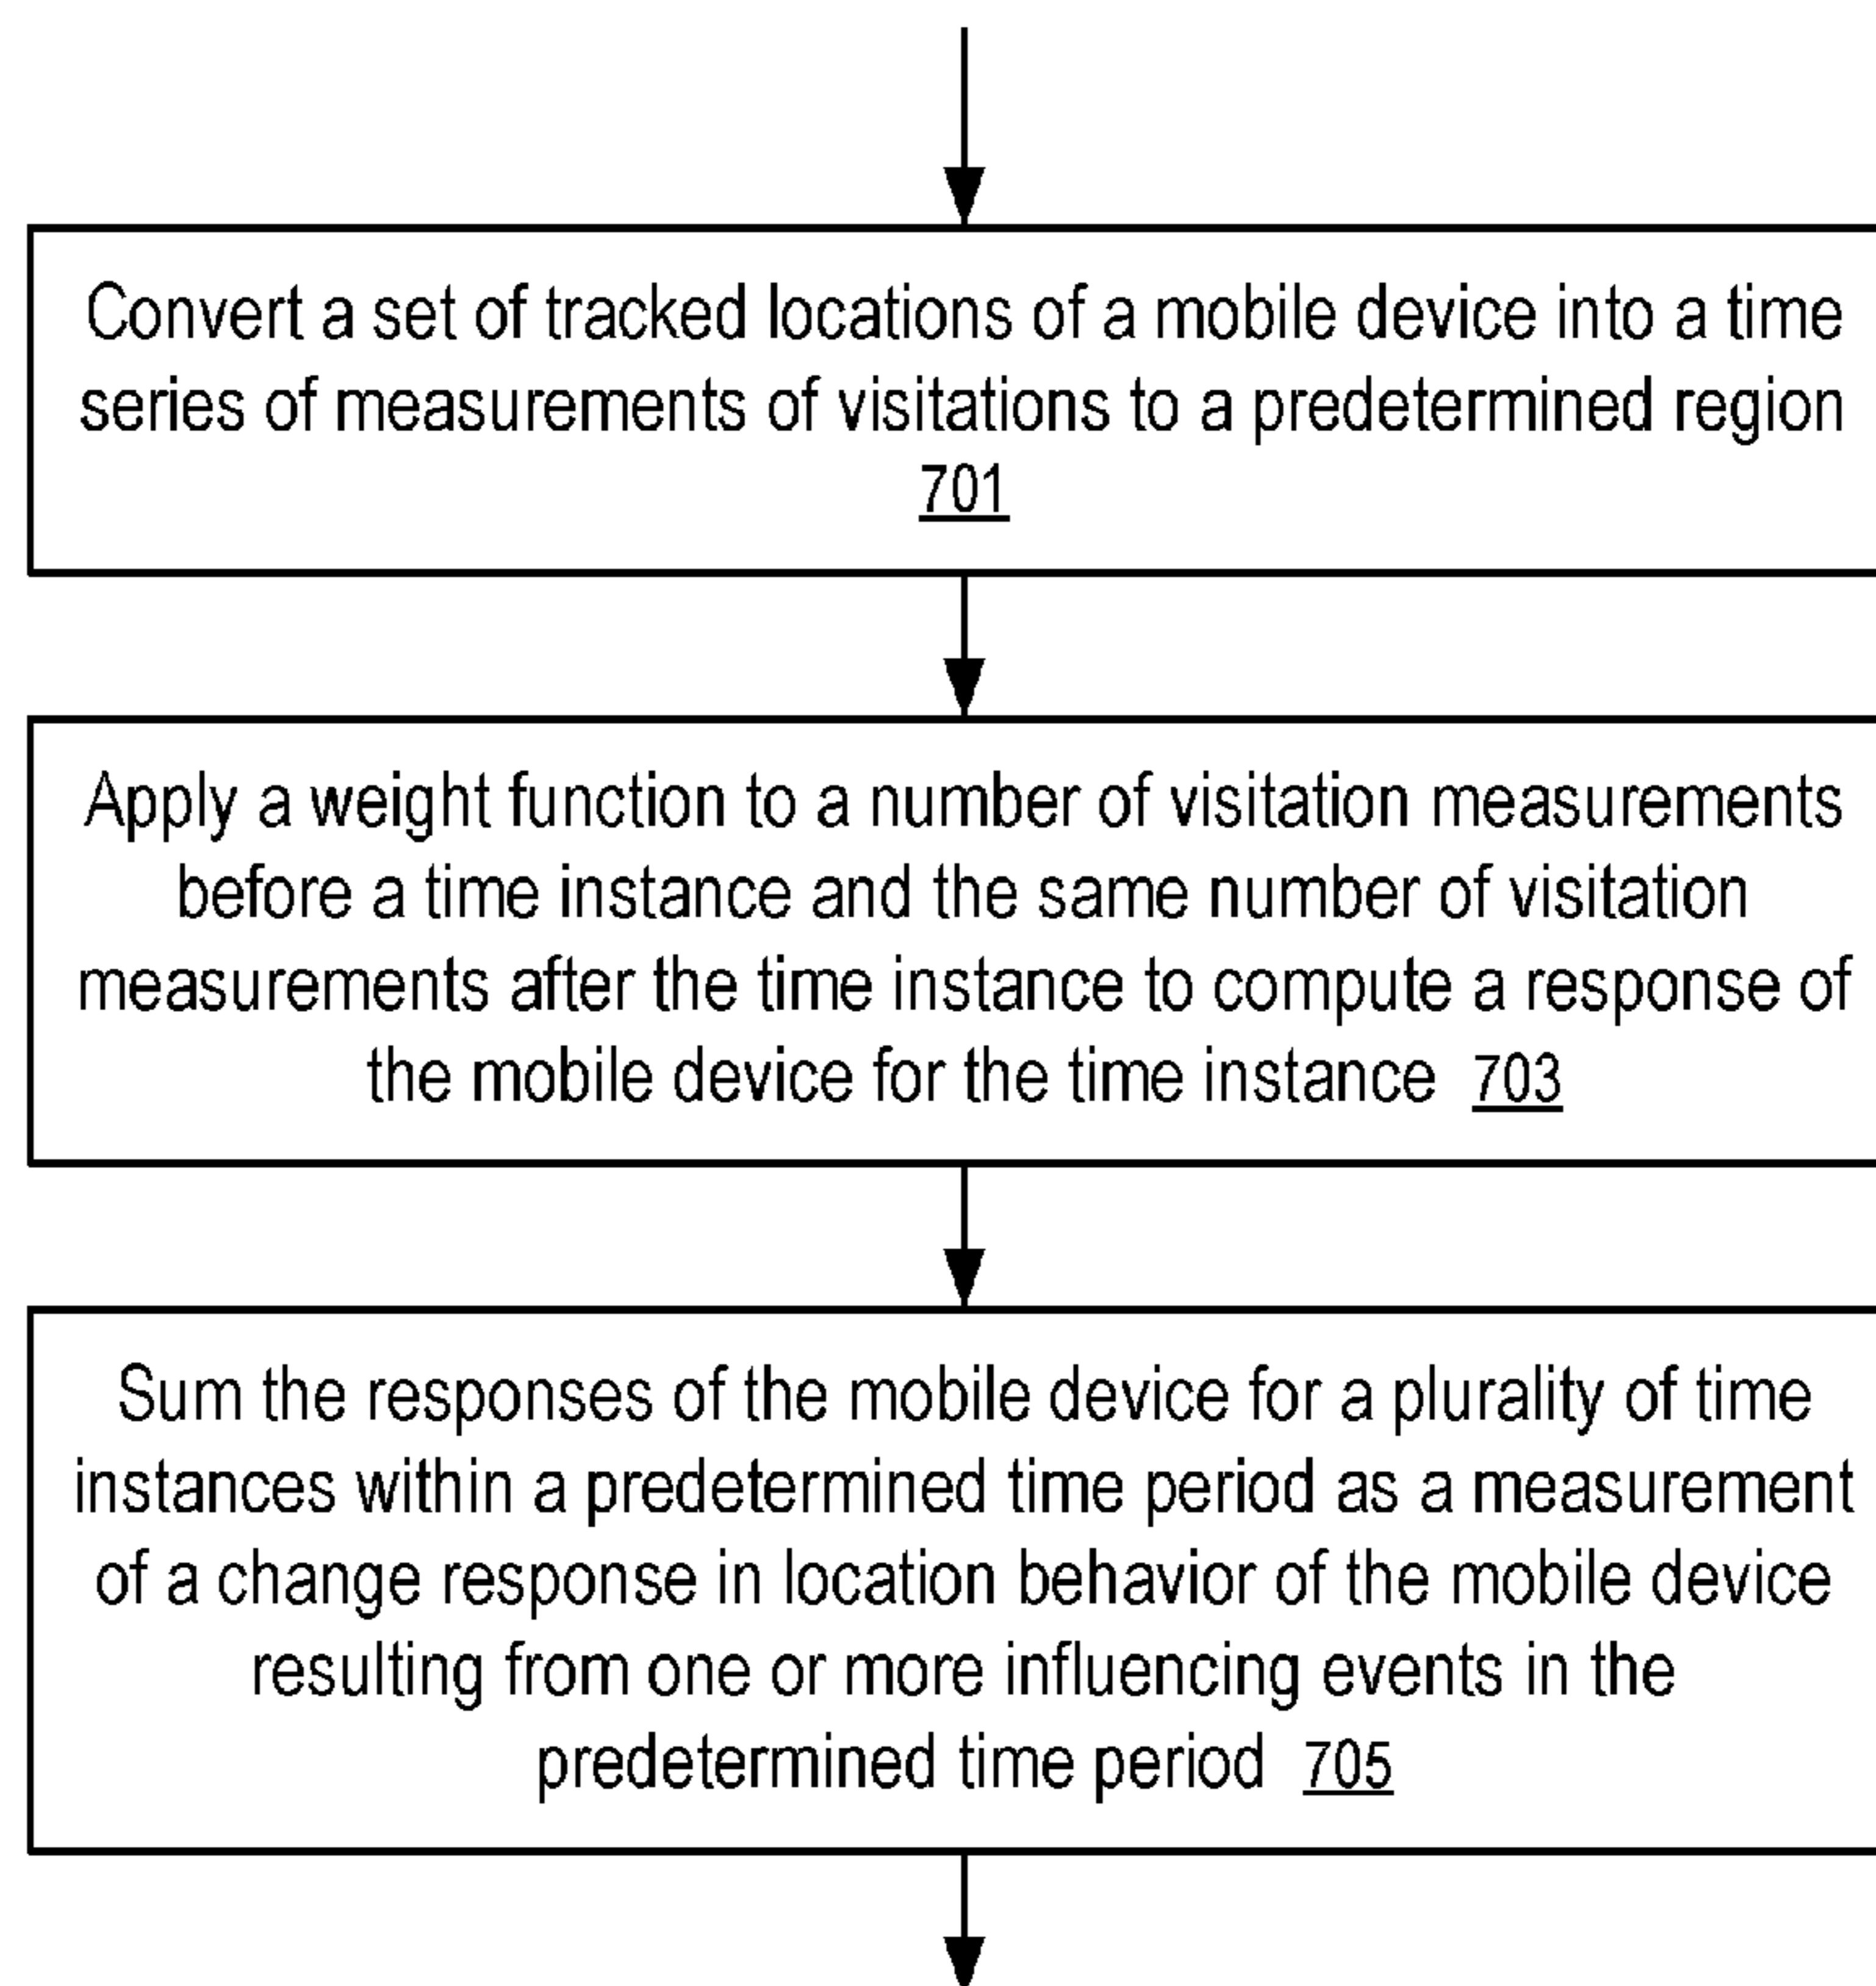 Convert a set of tracked locations of a mobile device into a time
series of measurements of visitations to a predetermined region
701
Apply a weight function to a number of visitation measurements
before a time instance and the same number of visitation
measurements after the time instance to compute a response of
the mobile device for the time instance 703
Sum the responses of the mobile device for a plurality of time
instances within a predetermined time period as a measurement
of a change response in location behavior of the mobile device
resulting from one or more influencing events in the
predetermined time period 705